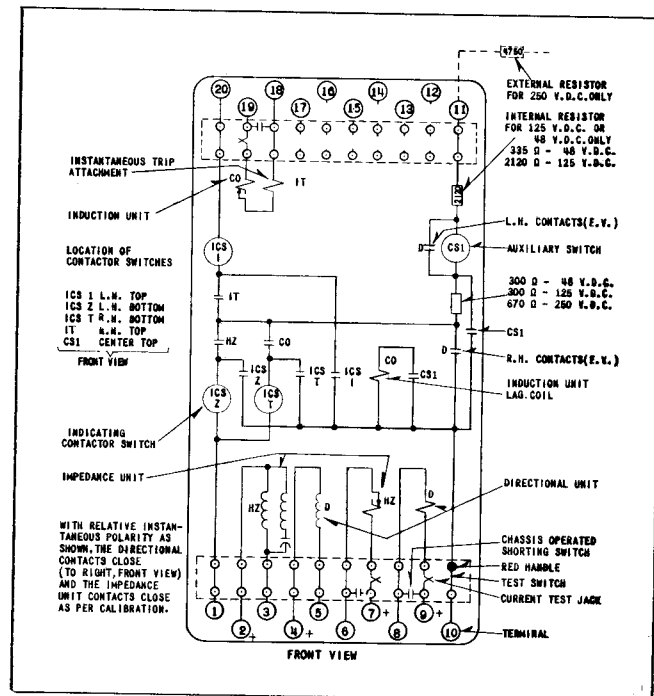 4750
EXTERNAL RESISTOR
FOR 250 V.D.C.ONLY
20
19
18
17
16
15
14
13
12
11
INTERNAL RESISTOR
FOR 125 V.D.C. OR
48 V.D.C.ONLY
335 Ω - 48 V.D.C.
2120 Ω - 125 V.D.C.
INSTANTANEOUS TRIP
ATTACHMENT
CO
IT
2120
INDUCTION UNIT
L.H. CONTACTS(E.V.)
LOCATION OF
CONTACTOR SWITCHES
ICS
I
D
CS1
AUXILIARY SWITCH
ICS I L.H. TOP
ICS Z L.H. BOTTOM
ICS T R.H. BOTTOM
IT R.H. TOP
CS1 CENTER TOP
FRONT VIEW
IT
300 Ω - 48 V.D.C.
300 Ω - 125 V.D.C.
670 Ω - 250 V.D.C.
HZ
CO
CS1
D
R.H. CONTACTS(E.V.)
ICS
Z
ICS
T
ICS
I
CO
CS1
ICS
Z
ICS
T
INDUCTION UNIT
LAG.COIL
INDICATING
CONTACTOR SWITCH
IMPEDANCE UNIT
DIRECTIONAL UNIT
HZ
D
HZ
D
WITH RELATIVE INSTAN-
TANEOUS POLARITY AS
SHOWN,THE DIRECTIONAL
CONTACTS CLOSE
(TO RIGHT,FRONT VIEW)
AND THE IMPEDANCE
UNIT CONTACTS CLOSE
AS PER CALIBRATION.
CHASSIS OPERATED
SHORTING SWITCH
RED HANDLE
TEST SWITCH
CURRENT TEST JACK
1
2 +
3
4 +
5
6
7 +
8
9 +
10
TERMINAL
FRONT VIEW